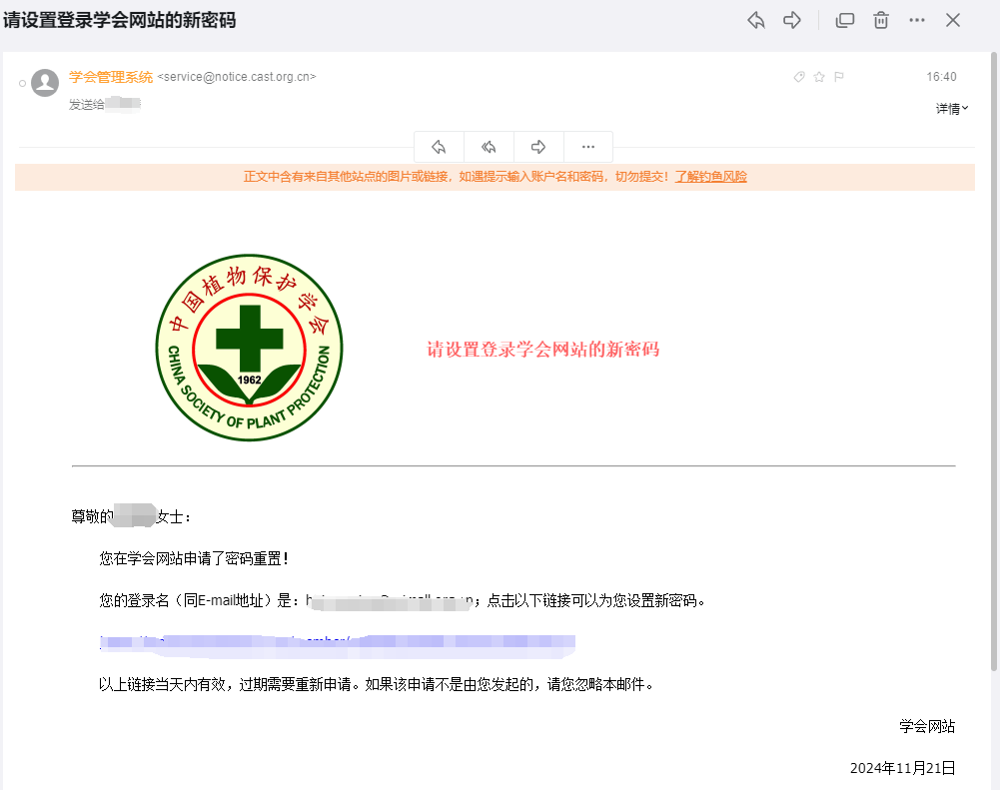 请设置登录学会网站的新密码
学会管理系统 <service@notice.cast.org.cn>
16:40
发送给
详情
正文中含有来自其他站点的图片或链接，如遇提示输入账户名和密码，切勿提交！了解钓鱼风险
中国植物保护学会
1962
CHINA SOCIETY OF PLANT PROTECTION
请设置登录学会网站的新密码
尊敬的 女士：
您在学会网站申请了密码重置！
您的登录名（同E-mail地址）是： ；点击以下链接可以为您设置新密码。
以上链接当天内有效，过期需要重新申请。如果该申请不是由您发起的，请您忽略本邮件。
学会网站
2024年11月21日